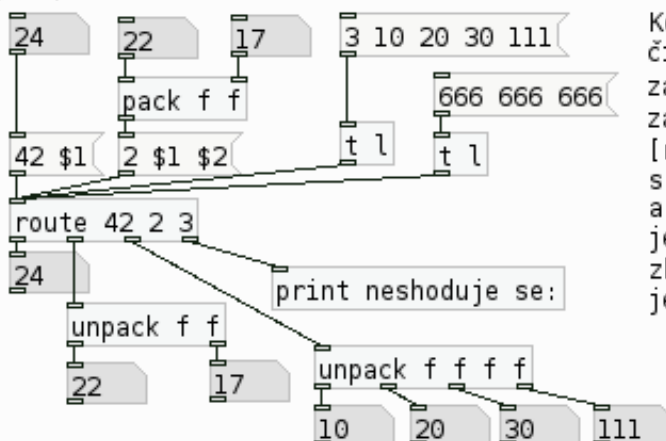 24
22
17
3 10 20 30 111
666 666 666
pack f f
42 $1
2 $1 $2
t l
t l
route 42 2 3
24
print neshoduje se:
unpack f f
22
17
unpack f f f f
10
20
30
111